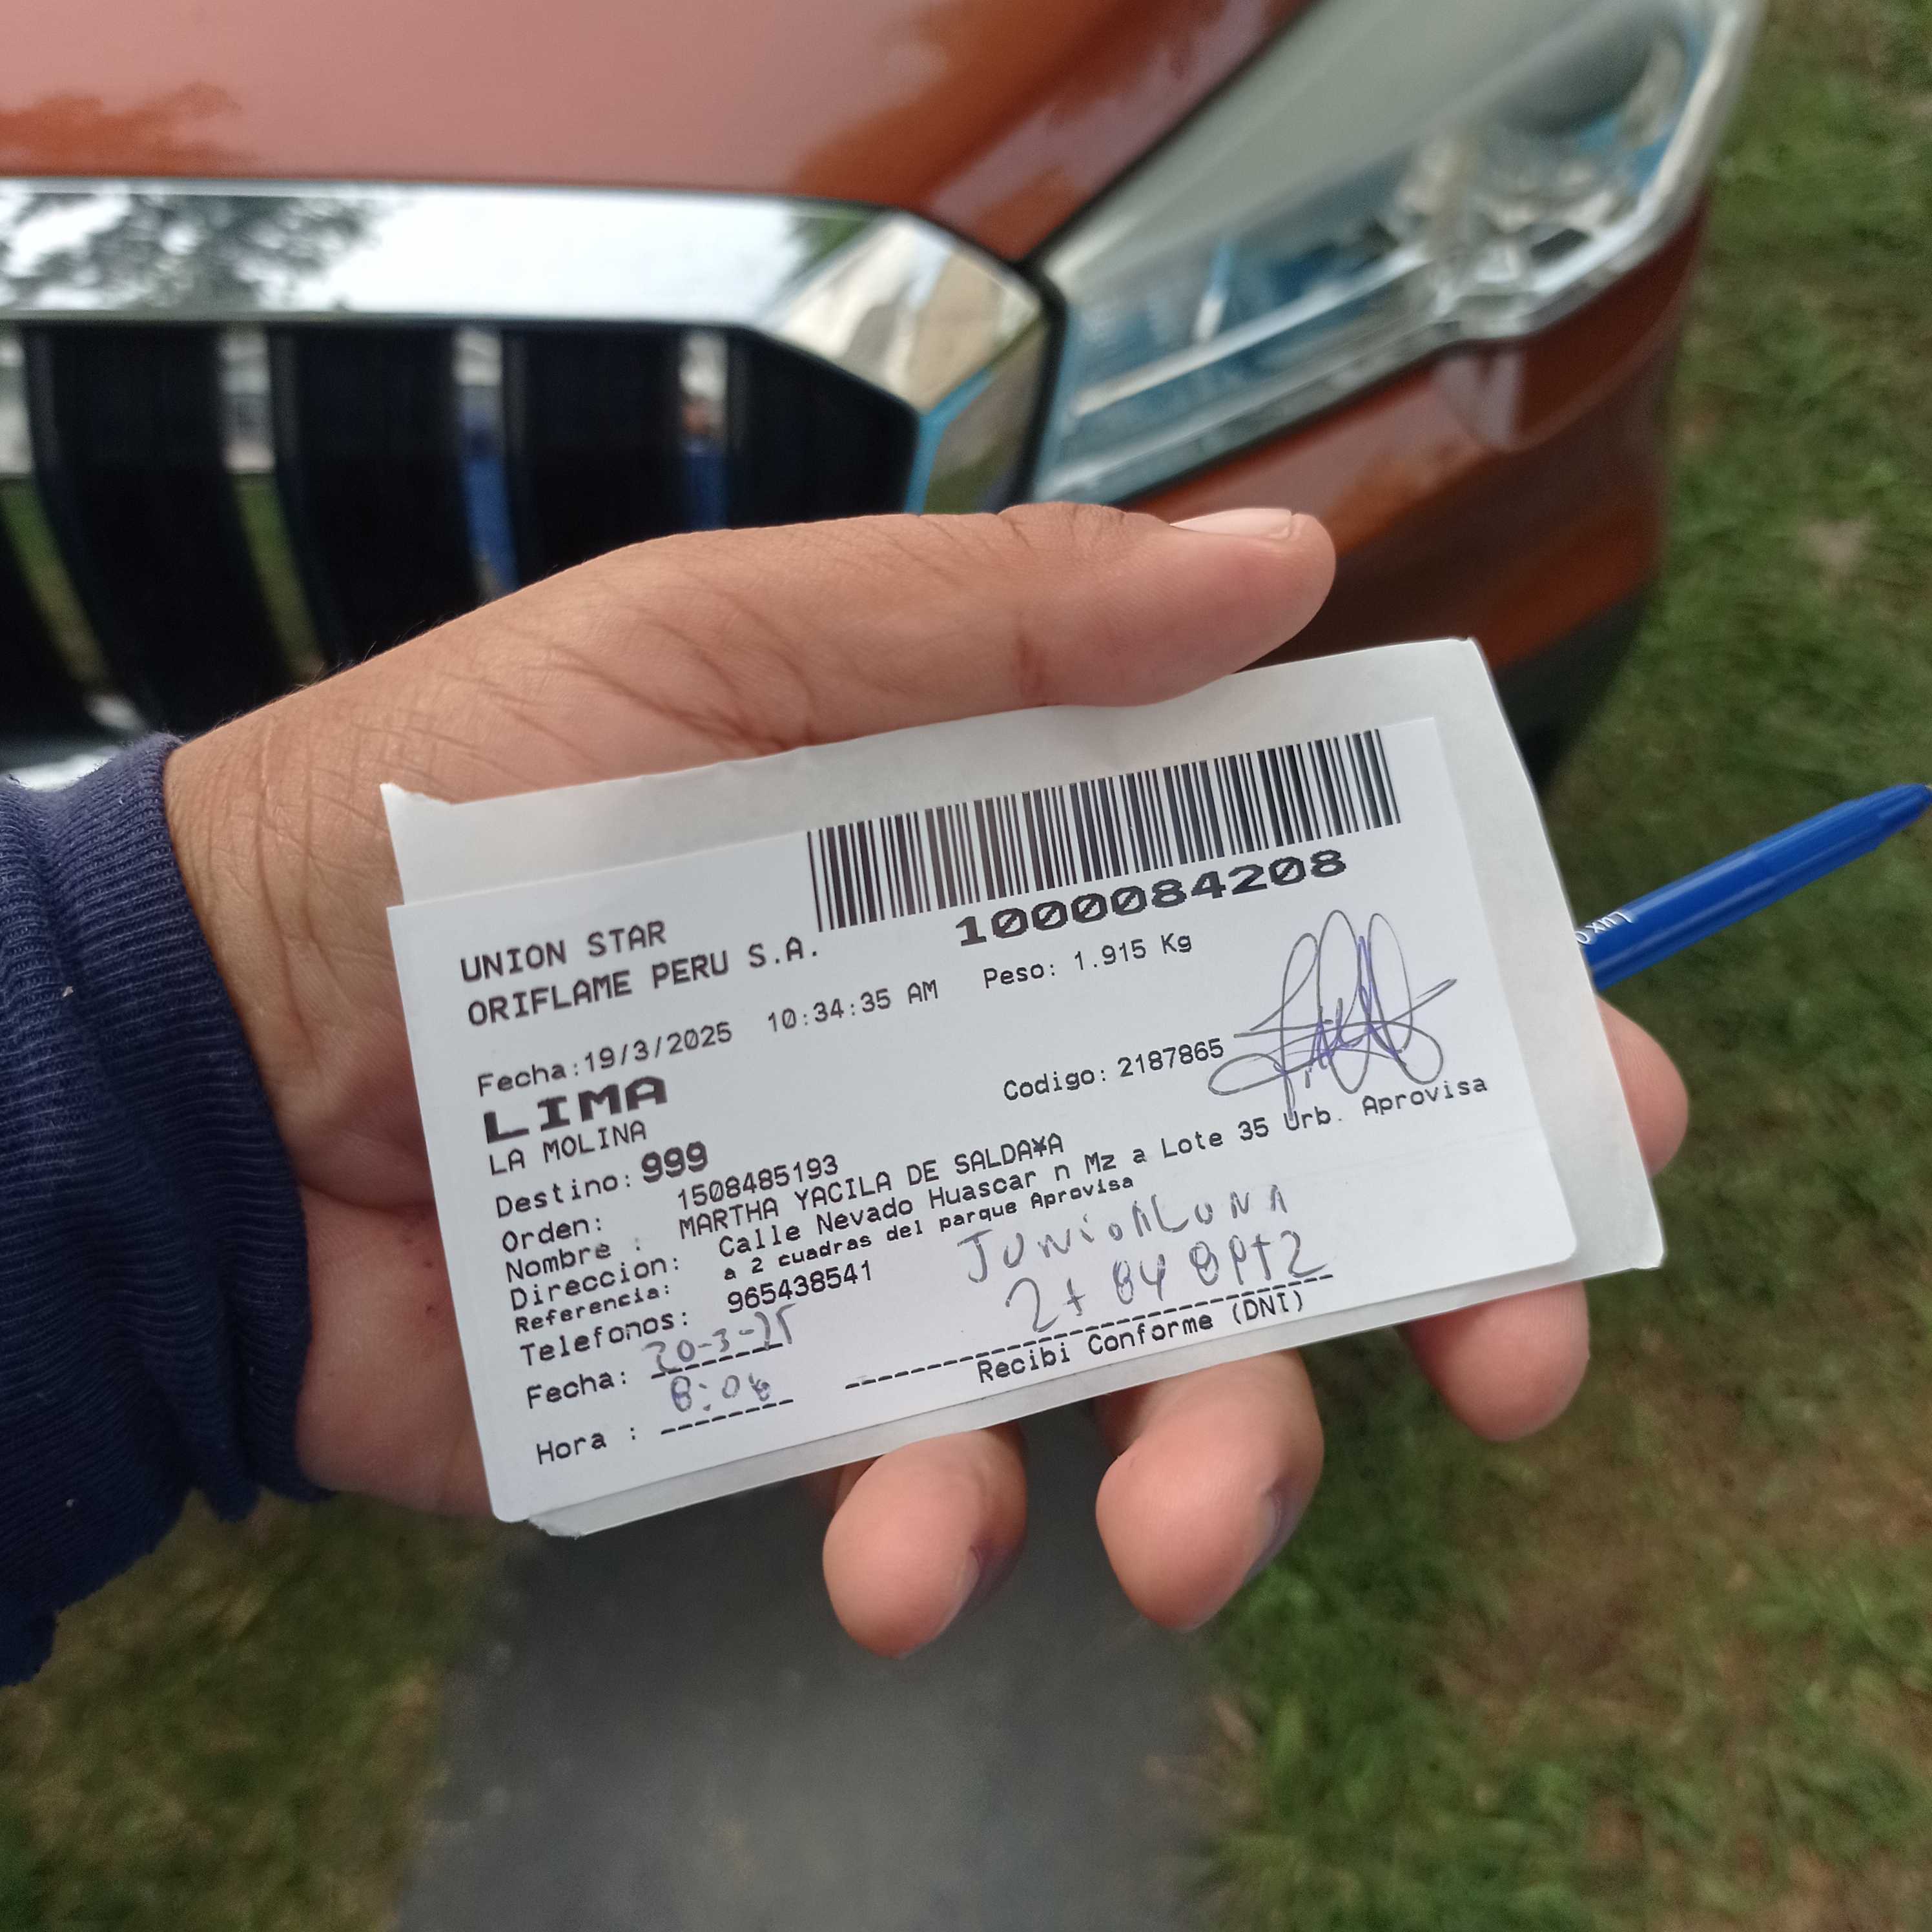 1000084208
UNION STAR
ORIFLAME PERU S.A.
Fecha:19/3/2025 10:34:35 AM Peso: 1.915 Kg
LIMA
Codigo: 2187865
LA MOLINA
Destino: 999
Orden: 1508485193
Nombre : MARTHA YACILA DE SALDA¥A
Direccion: Calle Nevado Huascar n Mz a Lote 35 Urb. Aprovisa
Referencia: a 2 cuadras del parque Aprovisa
Telefonos: 965438541
JUNIOR LUNA
Fecha: 20-3-25
Hora : 8:06
Recibi Conforme (DNI)
Lux